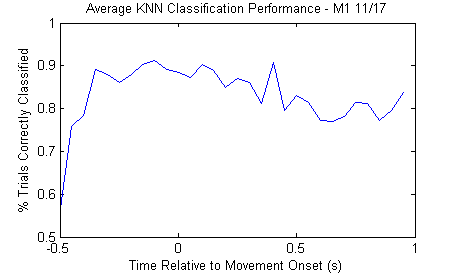 Average KNN Classification Performance - M1 11/17
% Trials Correctly Classified
1
0.9
0.8
0.7
0.6
0.5
-0.5 0 0.5 1
Time Relative to Movement Onset (s)